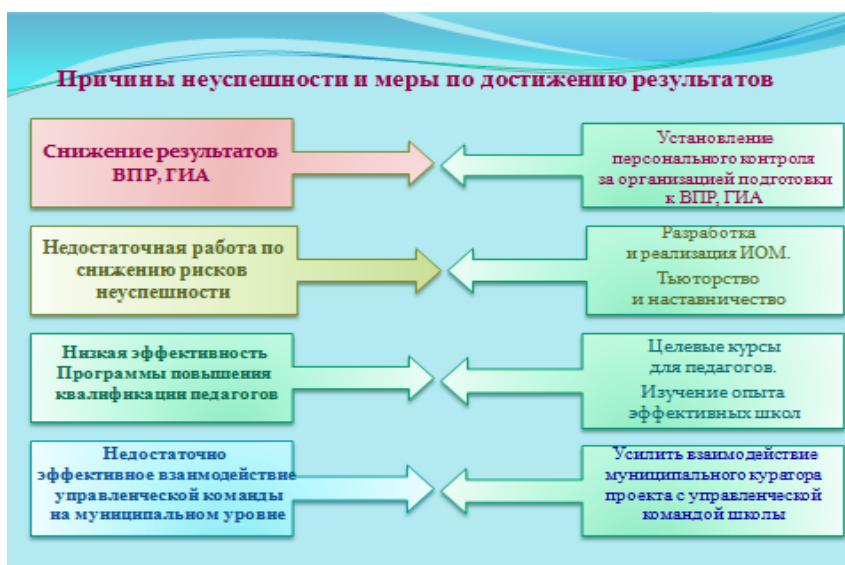 Причины неуспешности и меры по достижению результатов
Снижение результатов
ВПР, ГИА
Установление
персонального контроля
за организацией подготовки
к ВПР, ГИА
Недостаточная работа по
снижению рисков
неуспешности
Разработка
и реализация ИОМ.
Тьюторство
и наставничество
Низкая эффективность
Программы повышения
квалификации педагогов
Целевые курсы
для педагогов.
Изучение опыта
эффективных школ
Недостаточно
эффективное взаимодействие
управленческой команды
на муниципальном уровне
Усилить взаимодействие
муниципального куратора
проекта с управленческой
командой школы